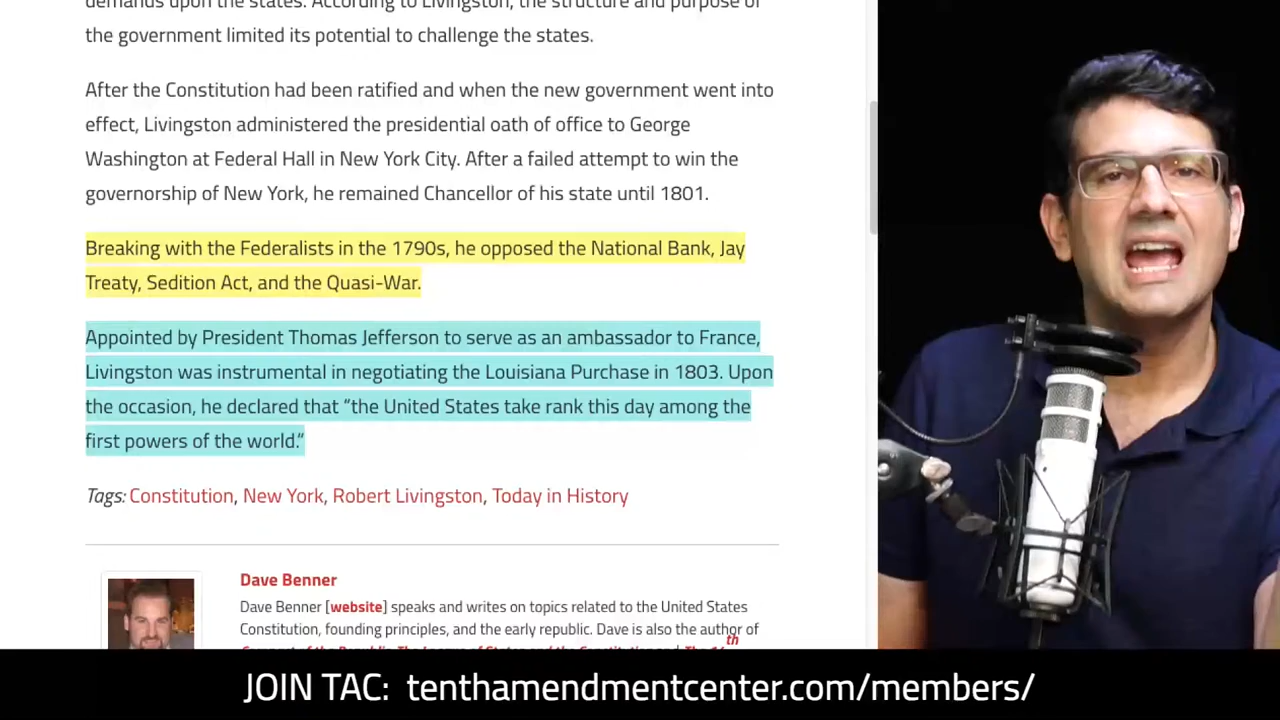 demands upon the states. According to Livingston, the structure and purpose of
the government limited its potential to challenge the states.
After the Constitution had been ratified and when the new government went into
effect, Livingston administered the presidential oath of office to George
Washington at Federal Hall in New York City. After a failed attempt to win the
governorship of New York, he remained Chancellor of his state until 1801.
Breaking with the Federalists in the 1790s, he opposed the National Bank, Jay
Treaty, Sedition Act, and the Quasi-War.
Appointed by President Thomas Jefferson to serve as an ambassador to France,
Livingston was instrumental in negotiating the Louisiana Purchase in 1803. Upon
the occasion, he declared that “the United States take rank this day among the
first powers of the world.”
Tags: Constitution, New York, Robert Livingston, Today in History
Dave Benner
Dave Benner [website] speaks and writes on topics related to the United States
Constitution, founding principles, and the early republic. Dave is also the author of
th
JOIN TAC: tenthamendmentcenter.com/members/